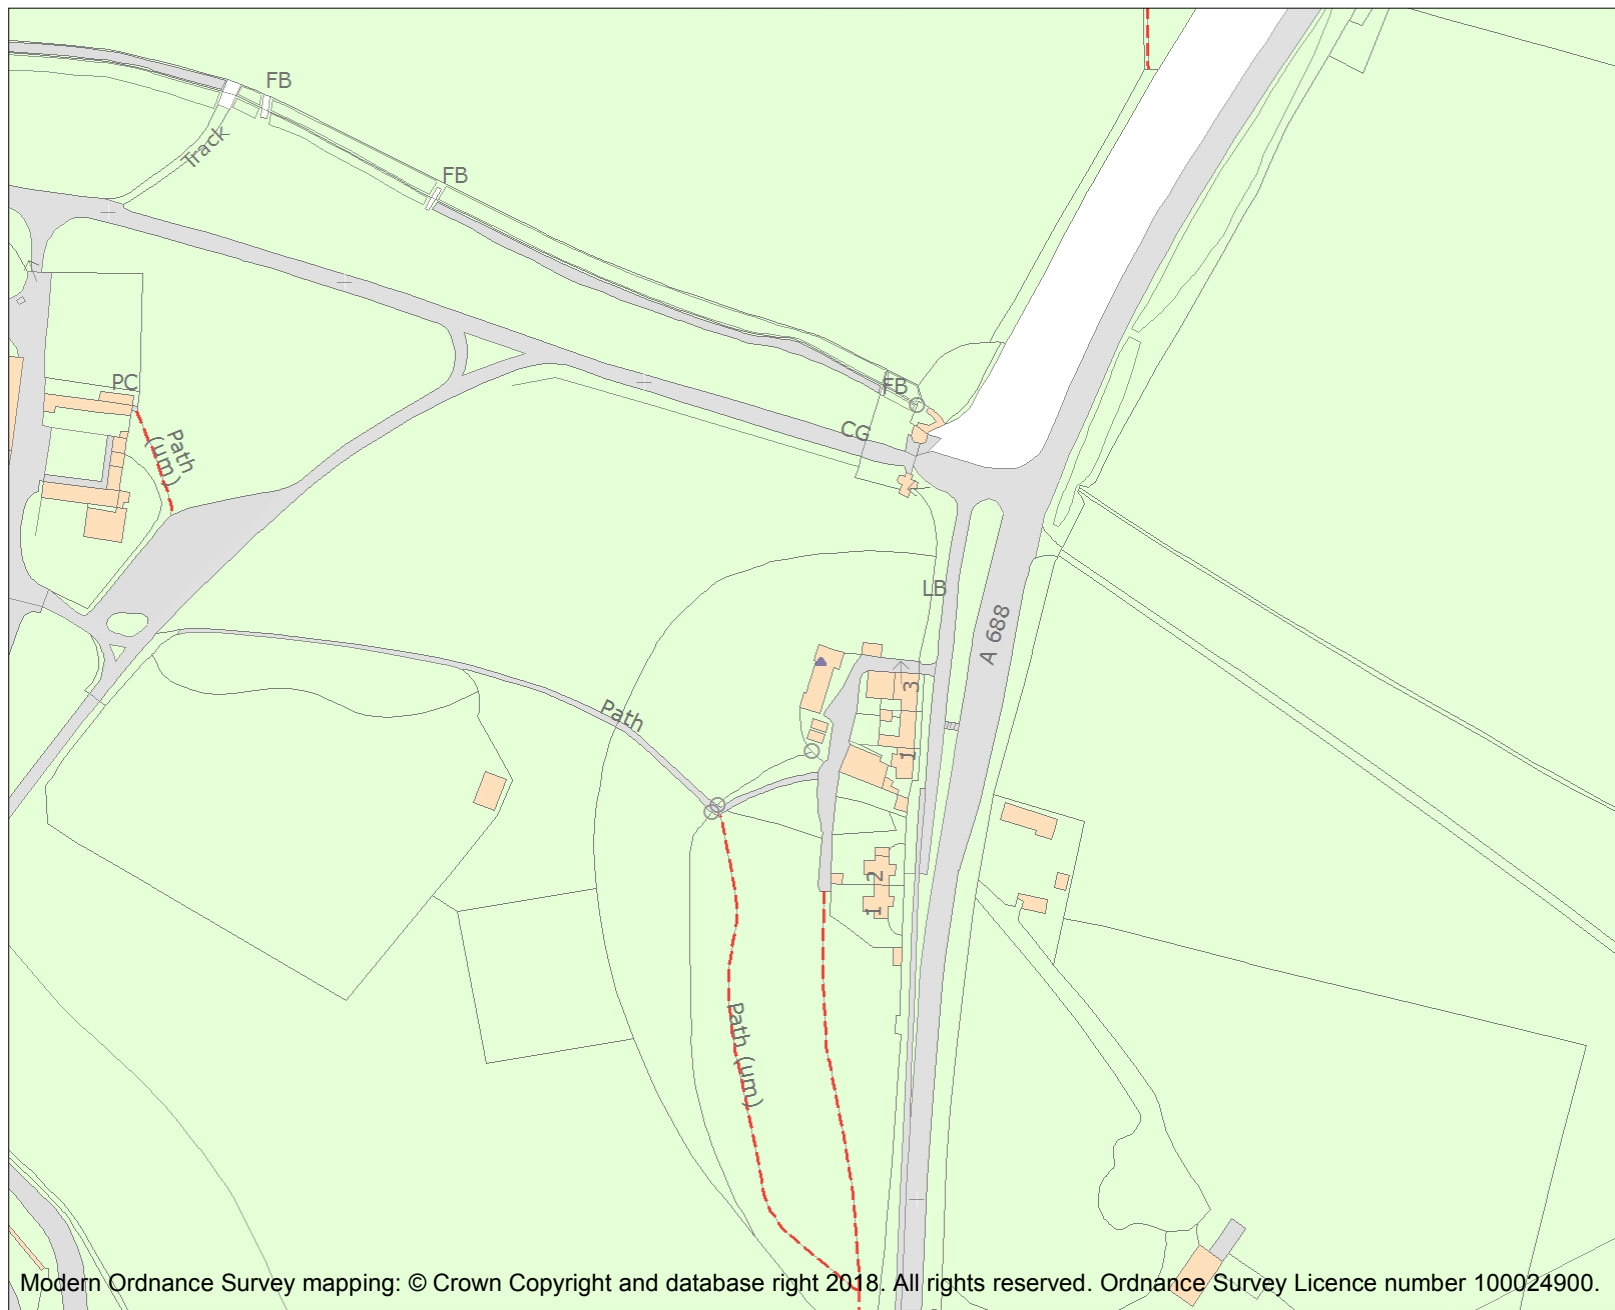 FB
Track
FB
PC
FB
CG
Path
(um)
LB
A 688
3
Path
1
2
1
Path (um)
Modern Ordnance Survey mapping: © Crown Copyright and database right 2018. All rights reserved. Ordnance Survey Licence number 100024900.